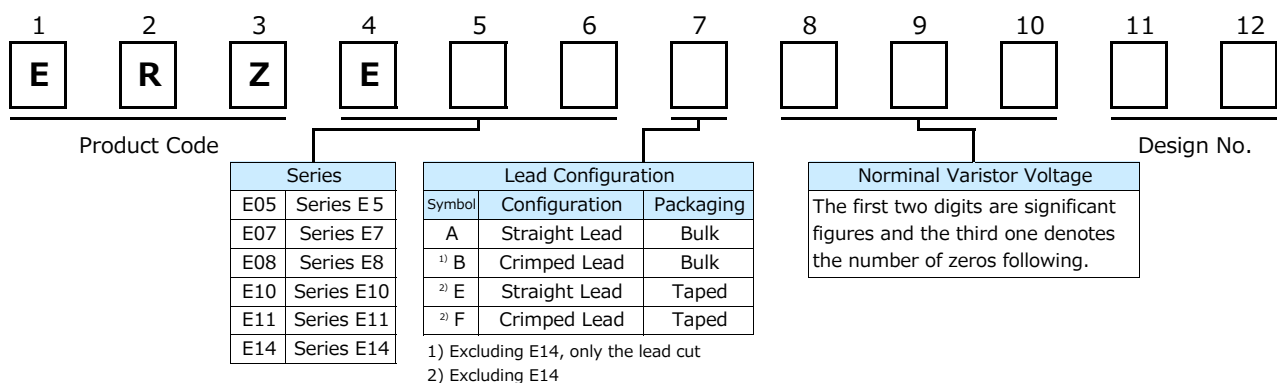 1 2 3 4 5 6 7 8 9 10 11 12
E R Z E
Product Code
Design No.
Series
E05 Series E 5
E07 Series E7
E08 Series E8
E10 Series E10
E11 Series E11
E14 Series E14
Lead Configuration
Symbol Configuration Packaging
A Straight Lead Bulk
1) B Crimped Lead Bulk
2) E Straight Lead Taped
2) F Crimped Lead Taped
1) Excluding E14, only the lead cut
2) Excluding E14
Norminal Varistor Voltage
The first two digits are significant
figures and the third one denotes
the number of zeros following.